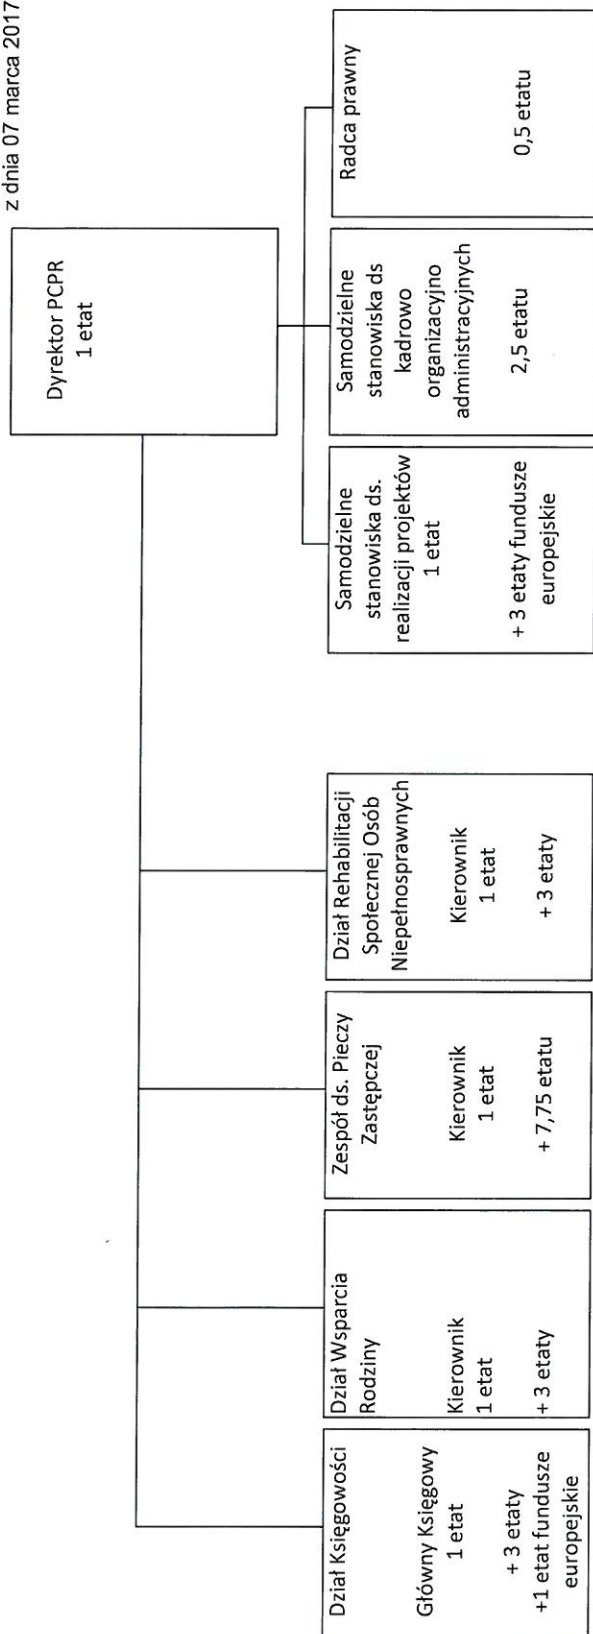 z dnia 07 marca 2017
Dyrektor PCPR
1 etat
Dział Księgowości
Główny Księgowy
1 etat
+ 3 etaty
+1 etat fundusze
europejskie
Dział Wsparcia
Rodziny
Kierownik
1 etat
+ 3 etaty
Zespół ds. Pieczy
Zastępczej
Kierownik
1 etat
+ 7,75 etatu
Dział Rehabilitacji
Społecznej Osób
Niepełnosprawnych
Kierownik
1 etat
+ 3 etaty
Samodzielne
stanowiska ds.
realizacji projektów
1 etat
+ 3 etaty fundusze
europejskie
Samodzielne
stanowiska ds
kadrowo
organizacyjno
administracyjnych
2,5 etatu
Radca prawny
0,5 etatu